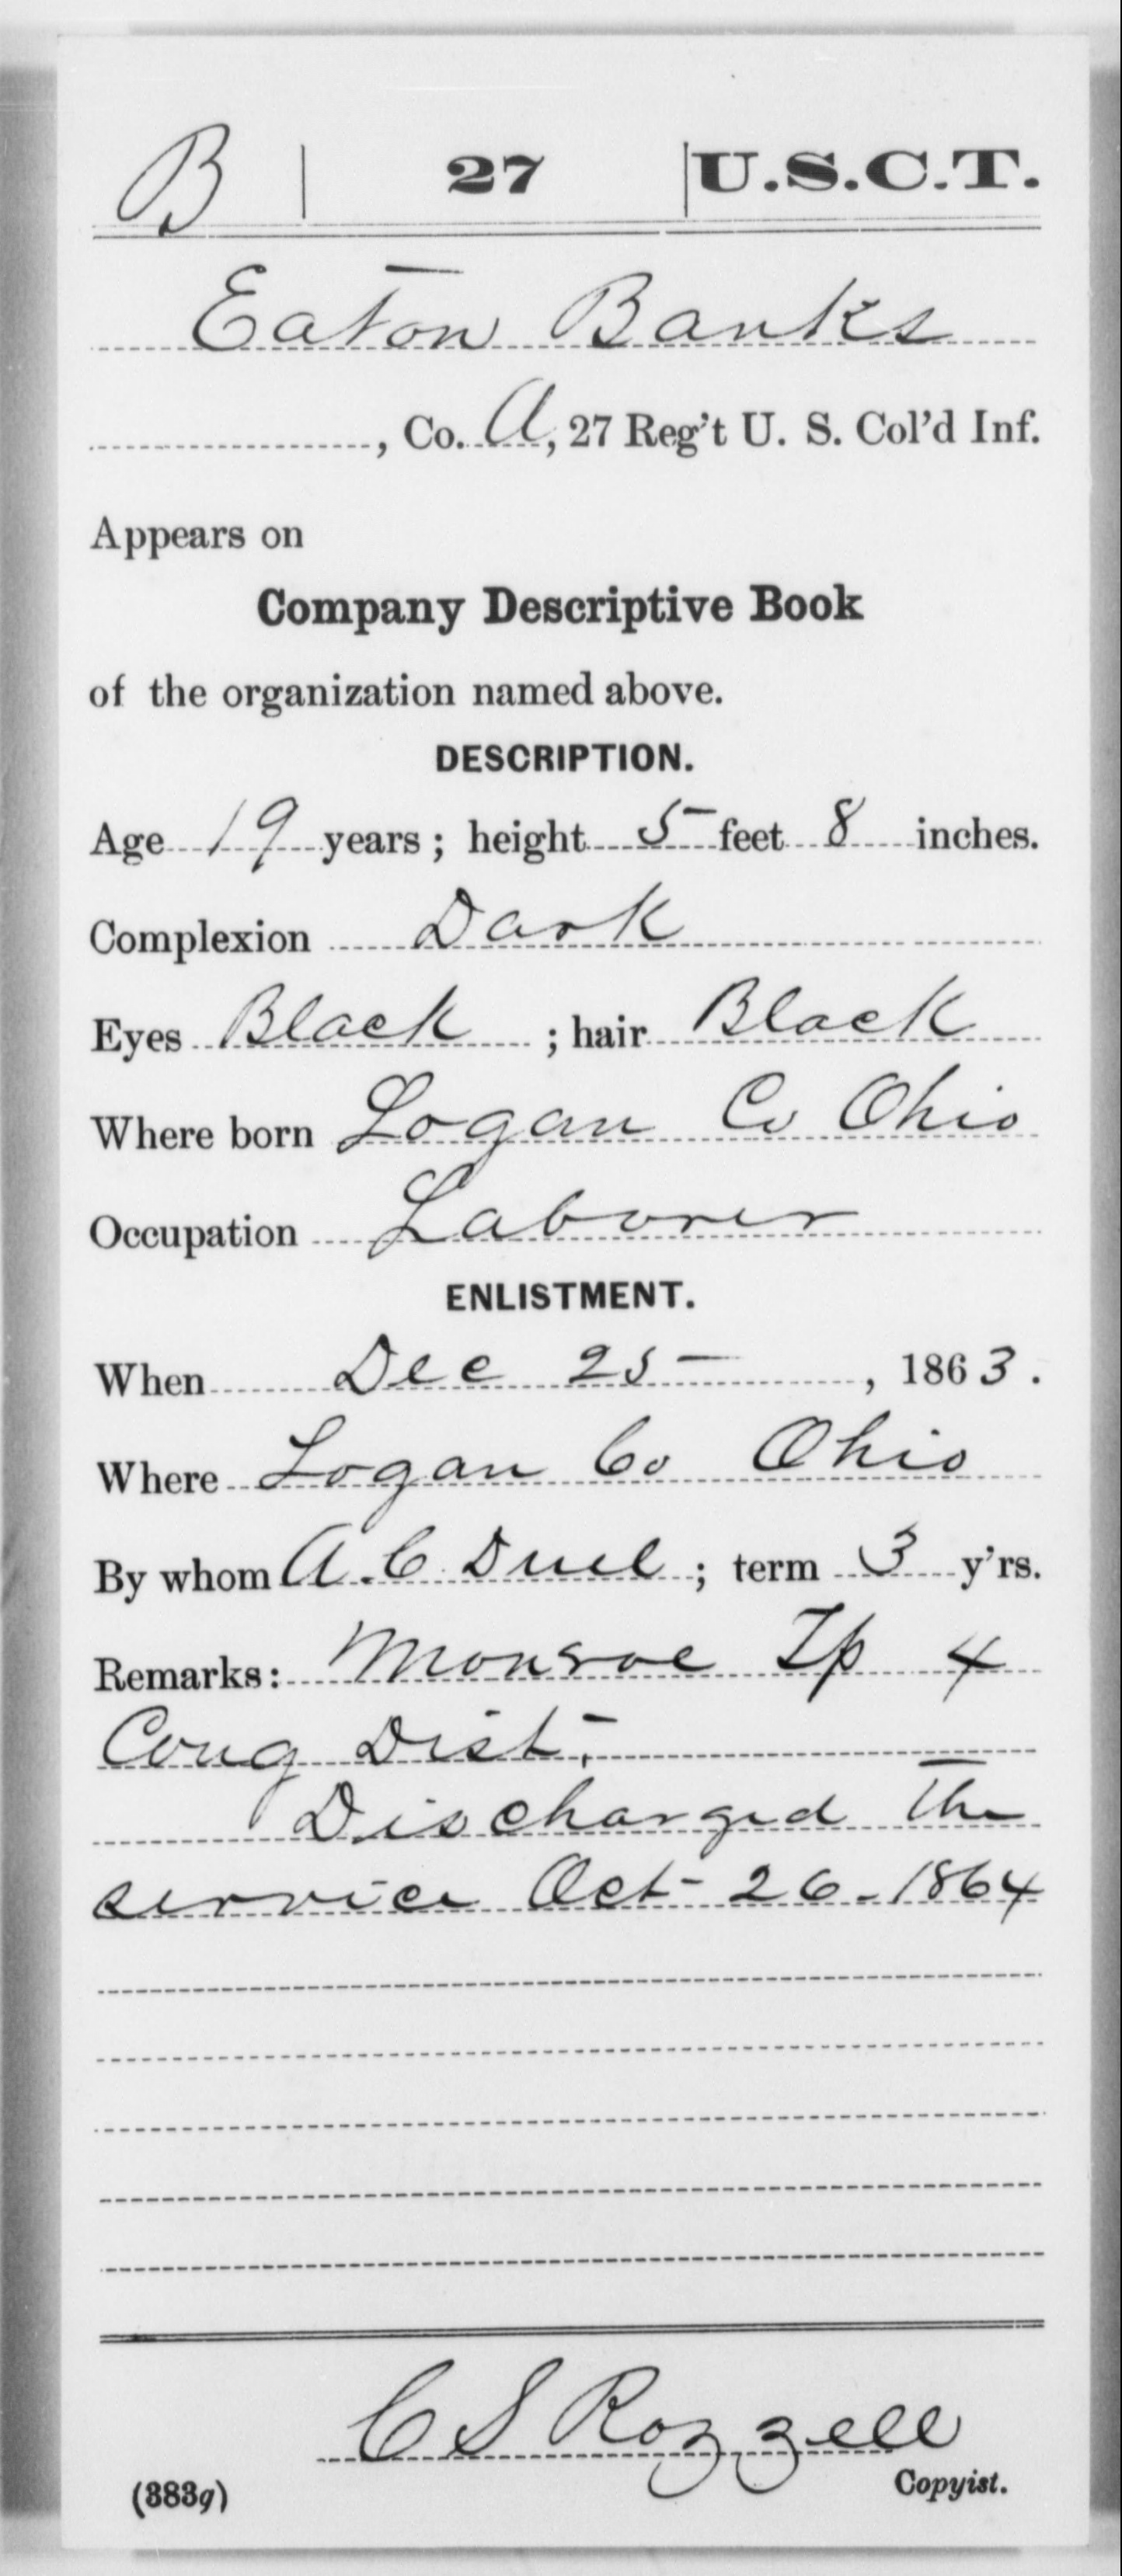 B | 27 | U.S.C.T.
Eaton Banks
, Co. A, 27 Reg't U. S. Col'd Inf.
Appears on
Company Descriptive Book
of the organization named above.
DESCRIPTION.
Age 19 years; height 5 feet 8 inches.
Complexion Dark
Eyes Black ; hair Black
Where born Logan Co Ohio
Occupation Laborer
ENLISTMENT.
When Dec 25 , 1863.
Where Logan Co Ohio
By whom A. C. Duel ; term 3 y'rs.
Remarks: Monroe Tp 4
Cong Dist.
Discharged the
service Oct 26. 1864
C S Rozzell
(383g) Copyist.